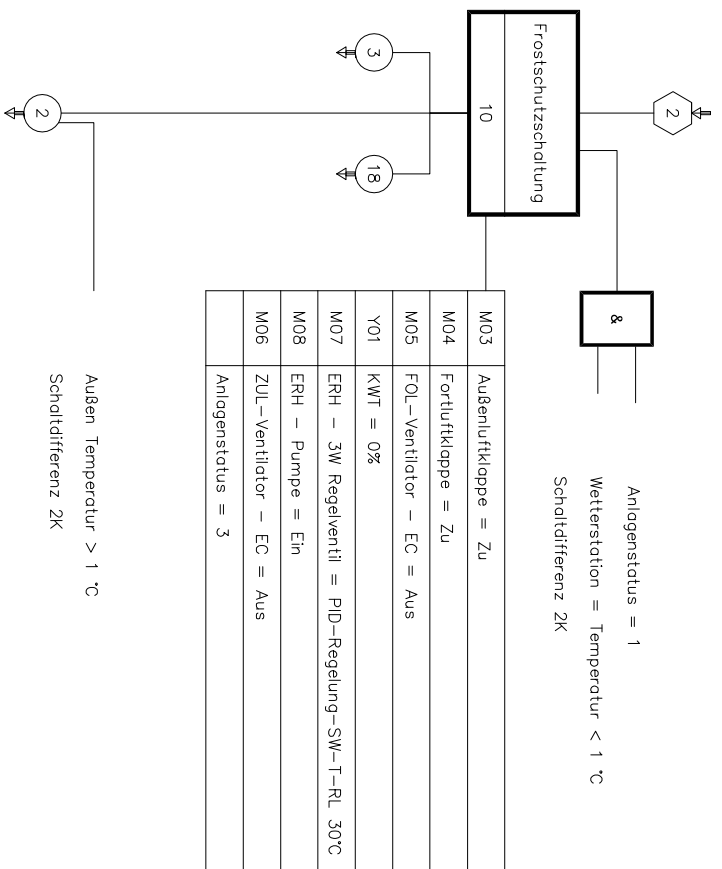 2
Frostschutzschaltung
10
&
Anlagenstatus = 1
Wetterstation = Temperatur < 1 °C
Schaltdifferenz 2K
M03 Außenluftklappe = Zu
M04 Fortluftklappe = Zu
M05 FOL-Ventilator - EC = Aus
Y01 KWT = 0%
M07 ERH - 3W Regelventil = PID-Regelung-SW-T-RL 30°C
M08 ERH - Pumpe = Ein
M06 ZUL-Ventilator - EC = Aus
Anlagenstatus = 3
3
18
2
Außen Temperatur > 1 °C
Schaltdifferenz 2K